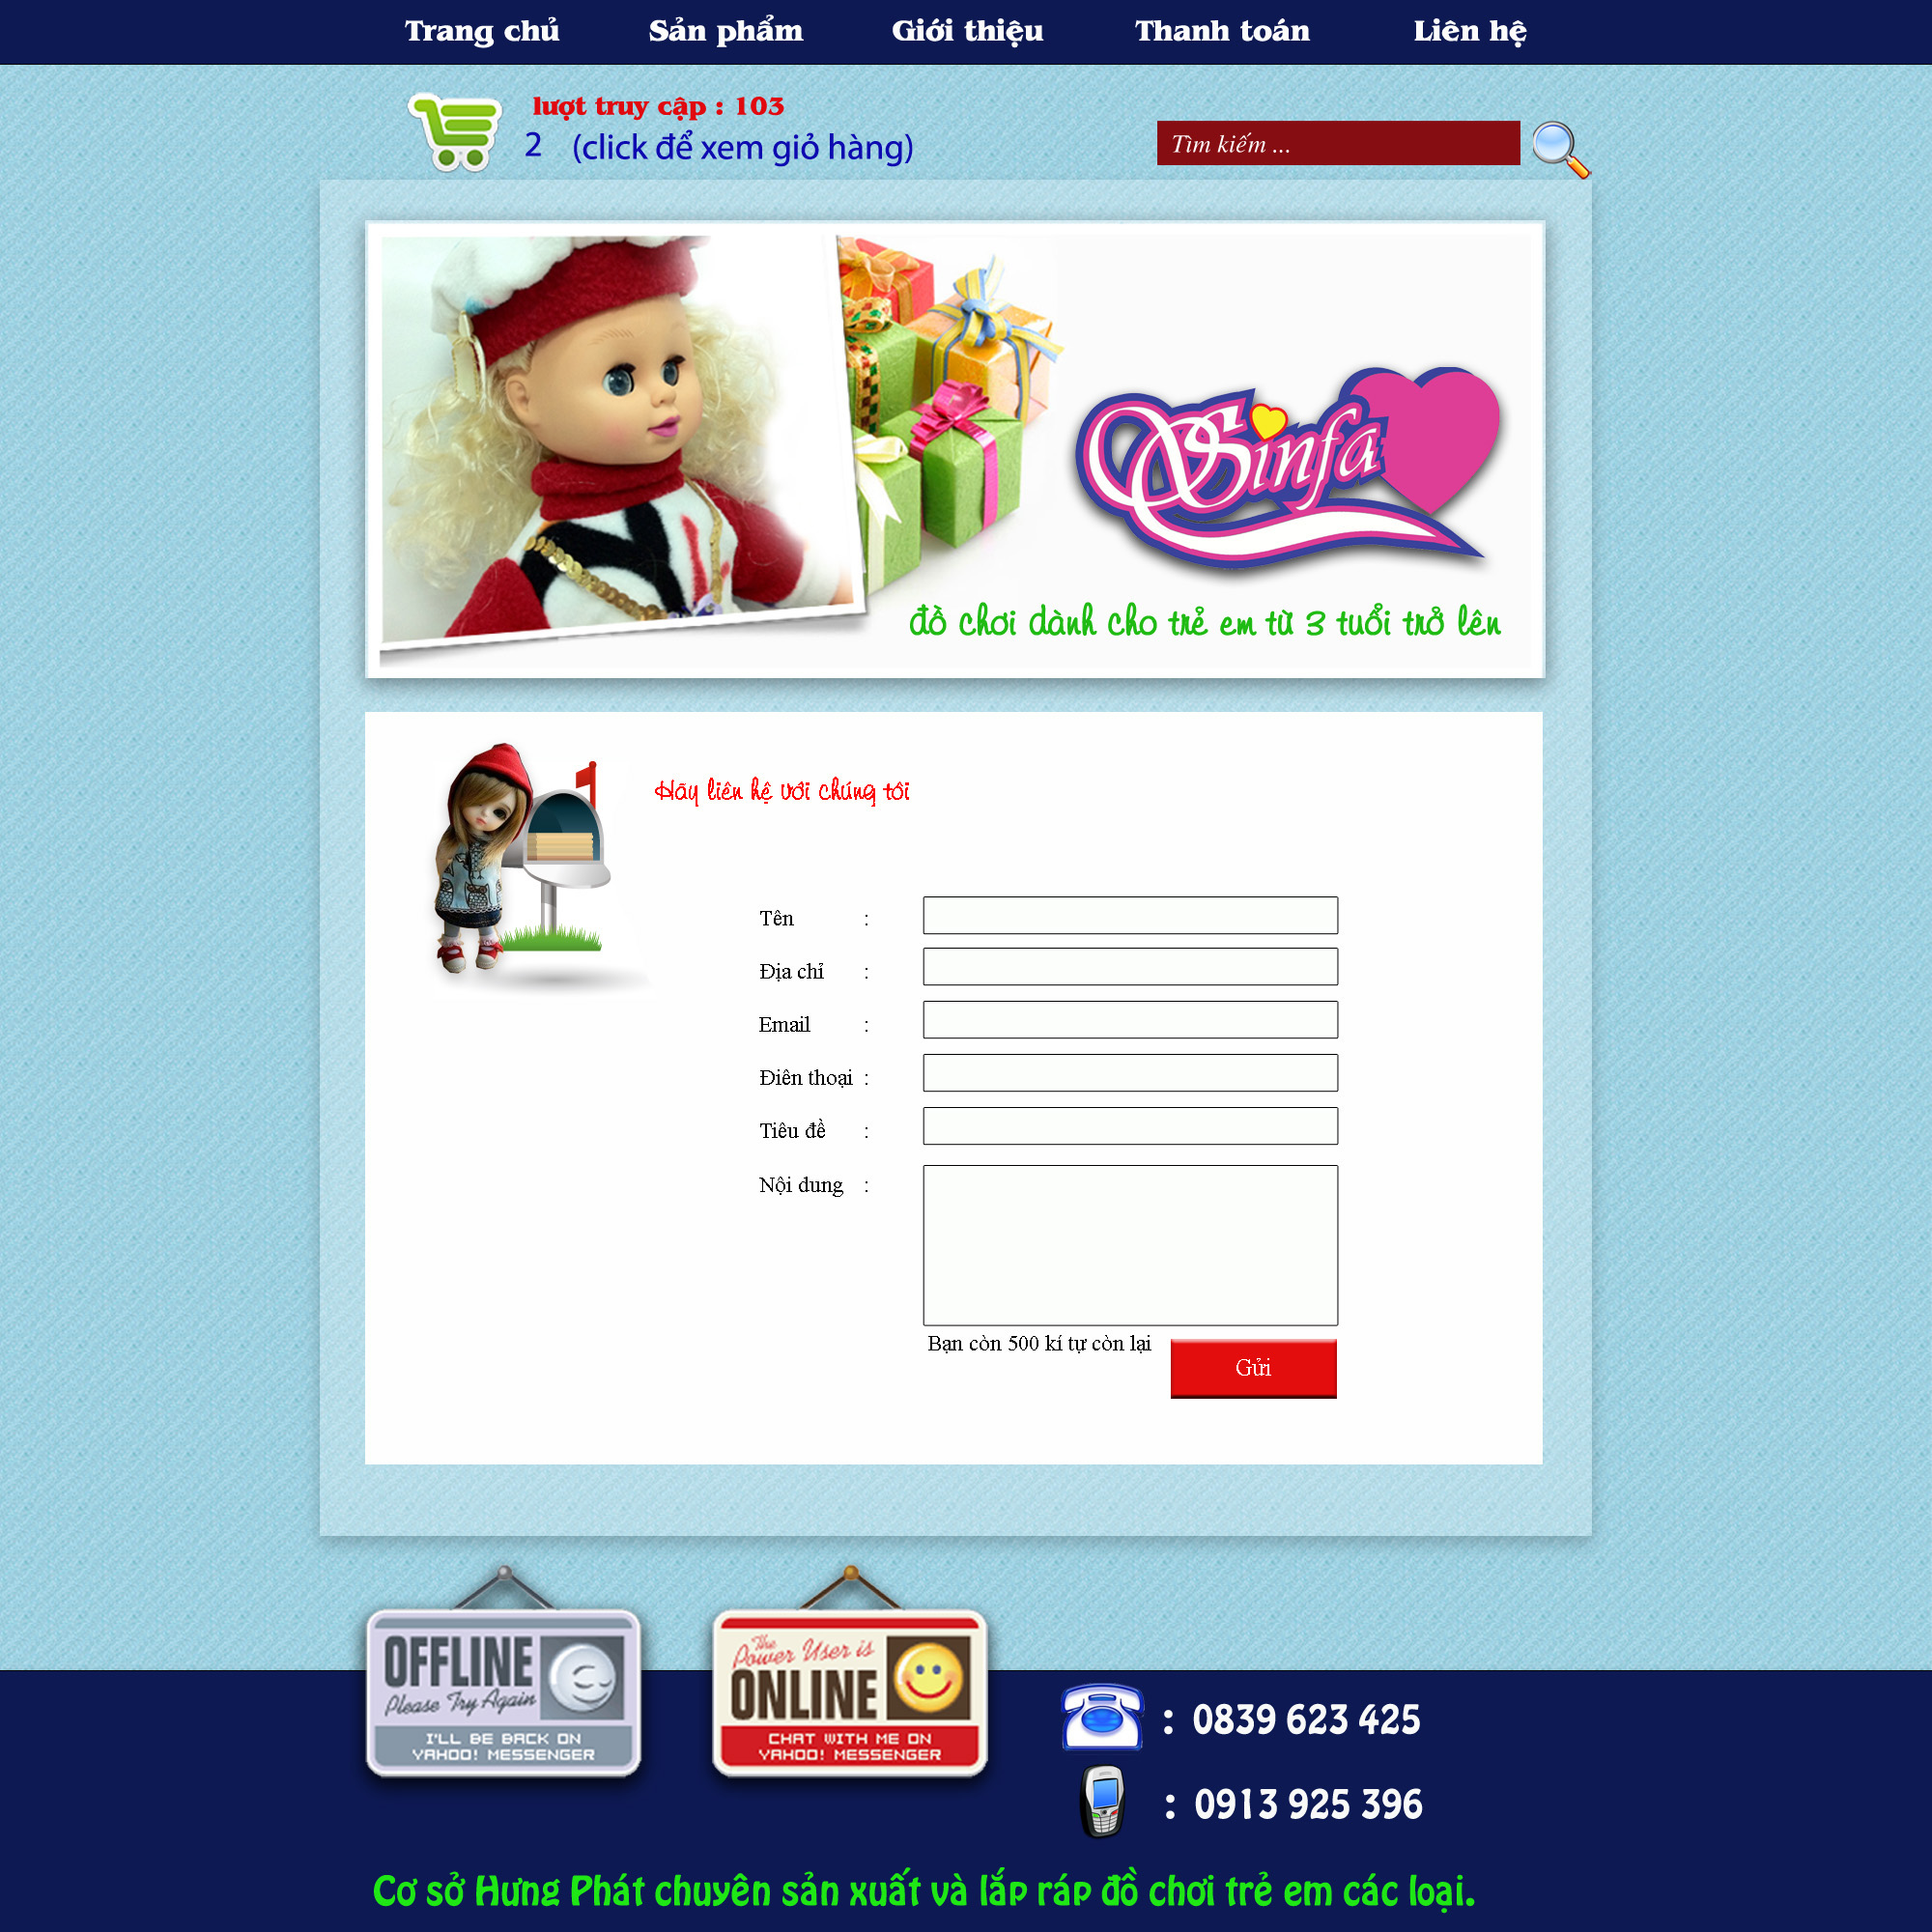 Trang chủ Sản phẩm Giới thiệu Thanh toán Liên hệ
lượt truy cập : 103
2 (click để xem giỏ hàng)
Tìm kiếm ...
Sinfa
đồ chơi dành cho trẻ em từ 3 tuổi trở lên
Hãy liên hệ với chúng tôi
Tên :
Địa chỉ :
Email :
Điên thoại :
Tiêu đề :
Nội dung :
Bạn còn 500 kí tự còn lại
Gửi
OFFLINE
Please Try Again
I'LL BE BACK ON
YAHOO! MESSENGER
The
Power User is
ONLINE
CHAT WITH ME ON
YAHOO! MESSENGER
: 0839 623 425
: 0913 925 396
Cơ sở Hưng Phát chuyên sản xuất và lắp ráp đồ chơi trẻ em các loại.